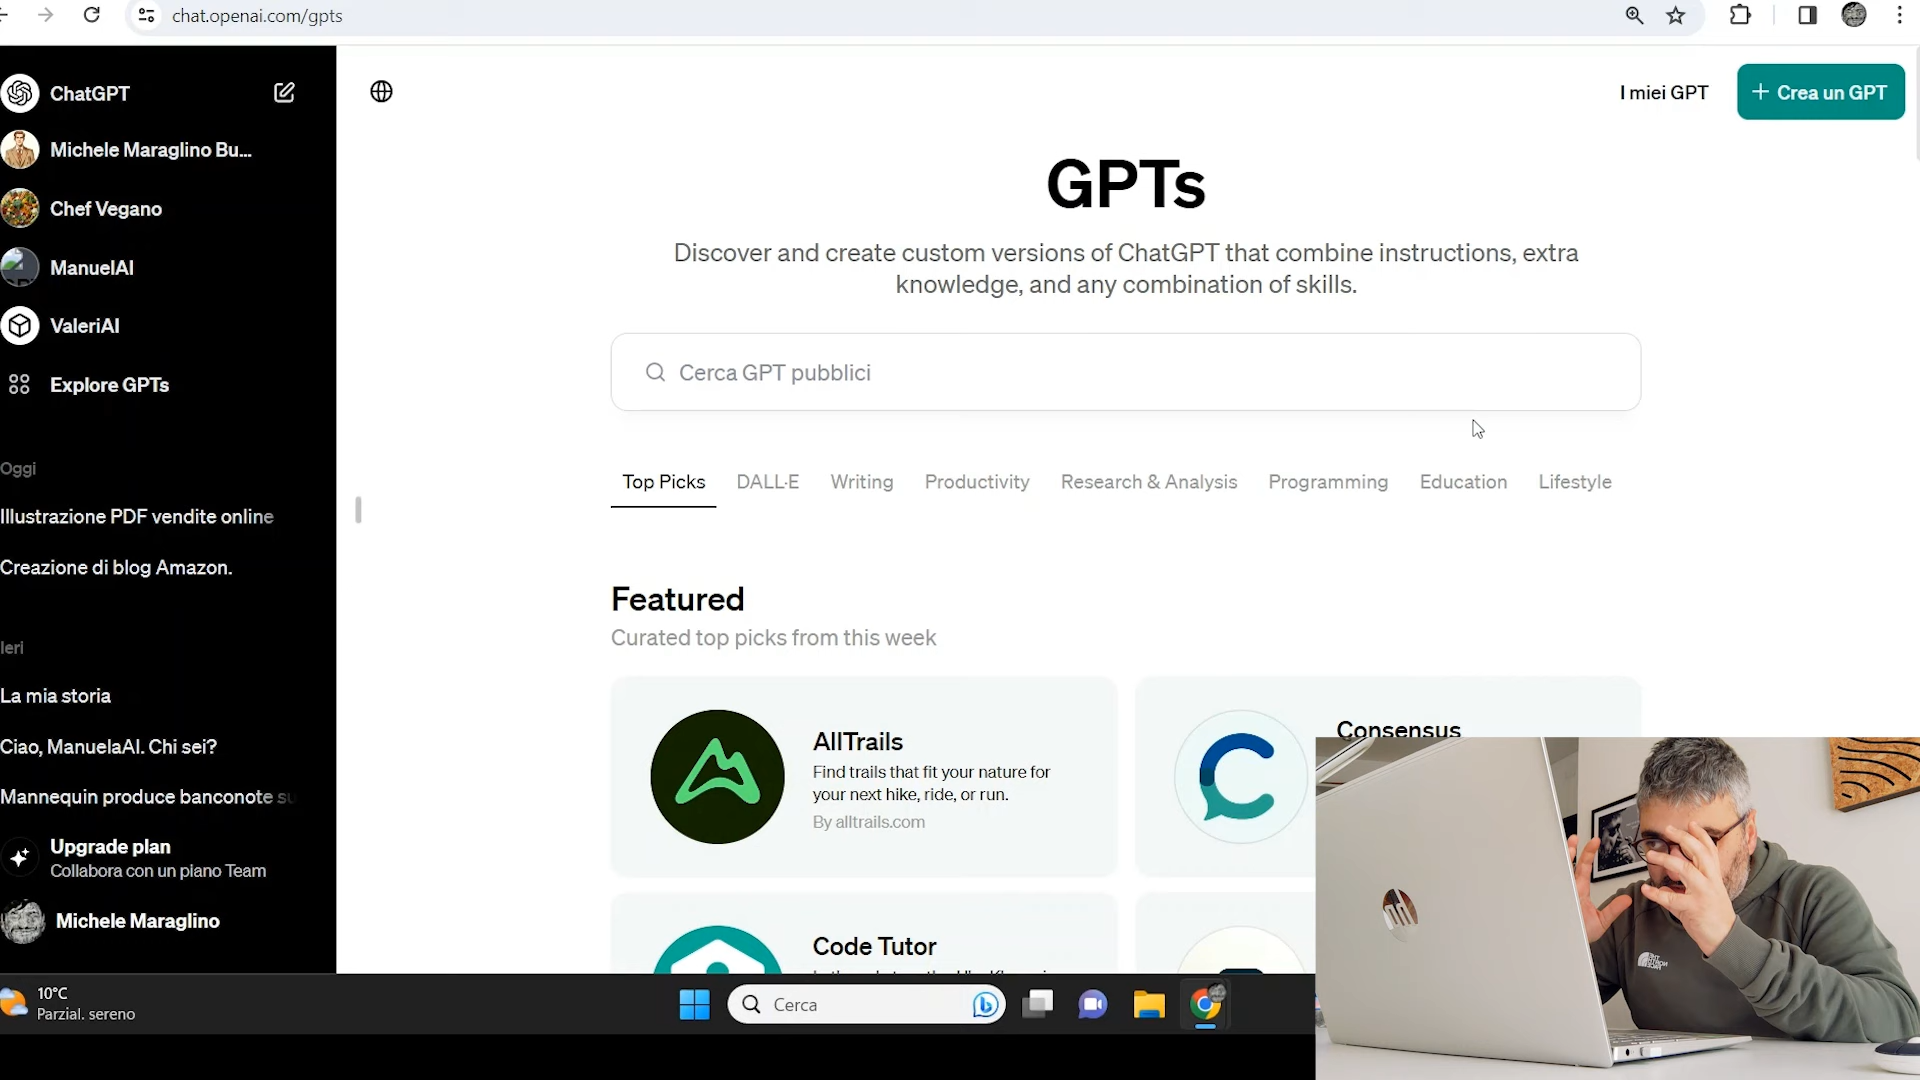 chat.openai.com/gpts
ChatGPT
Michele Maraglino Bu...
Chef Vegano
ManuelAI
ValeriAI
Explore GPTs
Oggi
Illustrazione PDF vendite online
Creazione di blog Amazon.
Ieri
La mia storia
Ciao, ManuelaAI. Chi sei?
Mannequin produce banconote
Upgrade plan
Collabora con un piano Team
Michele Maraglino
I miei GPT
+ Crea un GPT
GPTs
Discover and create custom versions of ChatGPT that combine instructions, extra
knowledge, and any combination of skills.
Cerca GPT pubblici
Top Picks DALL·E Writing Productivity Research & Analysis Programming Education Lifestyle
Featured
Curated top picks from this week
AllTrails
Find trails that fit your nature for
your next hike, ride, or run.
By alltrails.com
Consensus
Code Tutor
10°C
Parzial. sereno
Cerca
hp